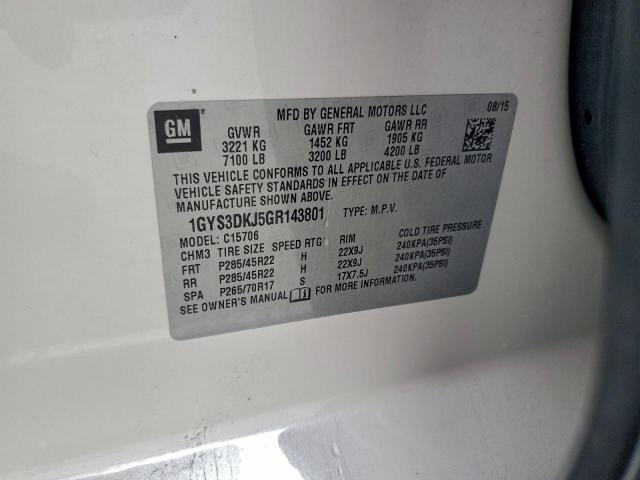 MFD BY GENERAL MOTORS LLC 08/15
GM
GVWR GAWR FRT GAWR RR
3221 KG 1452 KG 1905 KG
7100 LB 3200 LB 4200 LB
THIS VEHICLE CONFORMS TO ALL APPLICABLE U.S. FEDERAL MOTOR
VEHICLE SAFETY STANDARDS IN EFFECT ON THE DATE OF
MANUFACTURE SHOWN ABOVE.
1GYS3DKJ5GR143801 TYPE: M.P.V.
MODEL: C15706
CHM3 TIRE SIZE SPEED RTG RIM COLD TIRE PRESSURE
FRT P285/45R22 H 22X9J 240KPA(35PSI)
RR P285/45R22 H 22X9J 240KPA(35PSI)
SPA P265/70R17 S 17X7.5J 240KPA(35PSI)
SEE OWNER'S MANUAL FOR MORE INFORMATION.